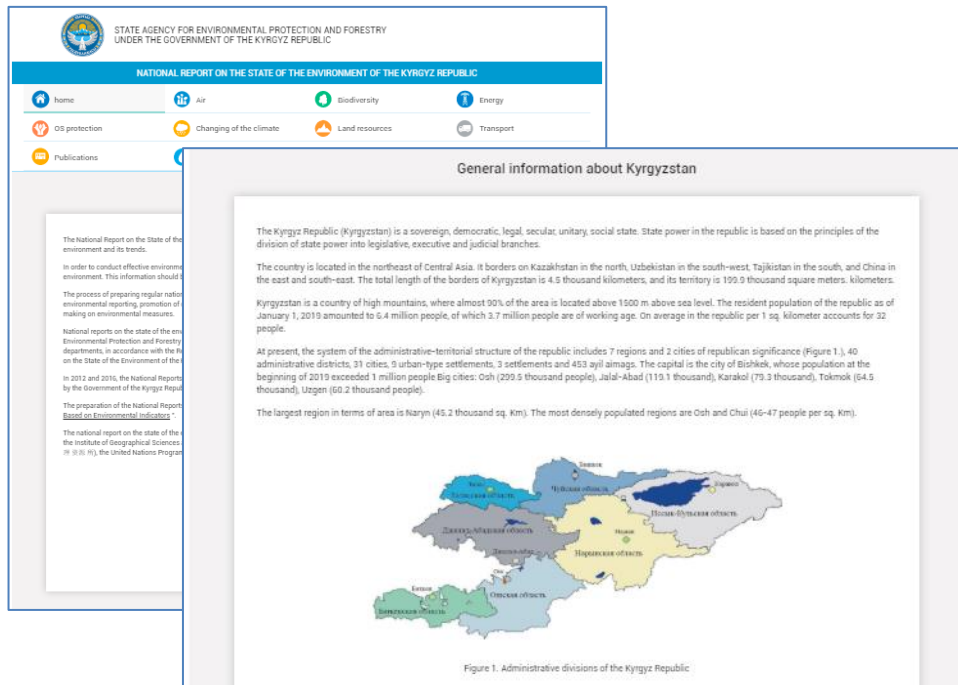 STATE AGENCY FOR ENVIRONMENTAL PROTECTION AND FORESTRY
UNDER THE GOVERNMENT OF THE KYRGYZ REPUBLIC
NATIONAL REPORT ON THE STATE OF THE ENVIRONMENT OF THE KYRGYZ REPUBLIC
home
Air
Biodiversity
Energy
OS protection
Changing of the climate
Land resources
Transport
Publications
The National Report on the State of the
environment and its trends.
In order to conduct effective environme
environment. This information should
The process of preparing regular nation
environmental reporting, promotion of
making on environmental measures.
National reports on the state of the env
Environmental Protection and Forestry
departments, in accordance with the R
on the State of the Environment of the
In 2012 and 2016, the National Reports
by the Government of the Kyrgyz Repub
The preparation of the National Reports
Based on Environmental Indicators ".
The national report on the state of the
the Institute of Geographical Sciences
所), the United Nations Program
General information about Kyrgyzstan
The Kyrgyz Republic (Kyrgyzstan) is a sovereign, democratic, legal, secular, unitary, social state. State power in the republic is based on the principles of the
division of state power into legislative, executive and judicial branches.
The country is located in the northeast of Central Asia. It borders on Kazakhstan in the north, Uzbekistan in the south-west, Tajikistan in the south, and China in
the east and south-east. The total length of the borders of Kyrgyzstan is 4.5 thousand kilometers, and its territory is 199.9 thousand square meters. kilometers.
Kyrgyzstan is a country of high mountains, where almost 90% of the area is located above 1500 m above sea level. The resident population of the republic as of
January 1, 2019 amounted to 6.4 million people, of which 3.7 million people are of working age. On average in the republic per 1 sq. kilometer accounts for 32
people.
At present, the system of the administrative-territorial structure of the republic includes 7 regions and 2 cities of republican significance (Figure 1.), 40
administrative districts, 31 cities, 9 urban-type settlements, 3 settlements and 453 ayil aimags. The capital is the city of Bishkek, whose population at the
beginning of 2019 exceeded 1 million people Big cities: Osh (299.5 thousand people), Jalal-Abad (119.1 thousand), Karakol (79.3 thousand), Tokmok (64.5
thousand), Uzgen (60.2 thousand people).
The largest region in terms of area is Naryn (45.2 thousand sq. Km). The most densely populated regions are Osh and Chui (46-47 people per sq. Km).
Бишкек
Талас
Чуйская область
Каракол
Таласская область
Иссык-Кульская область
Джалал-Абадская область
Нарын
Джалал-Абад
Нарынская область
Ош
Баткен
Ошская область
Баткенская область
Figure 1. Administrative divisions of the Kyrgyz Republic